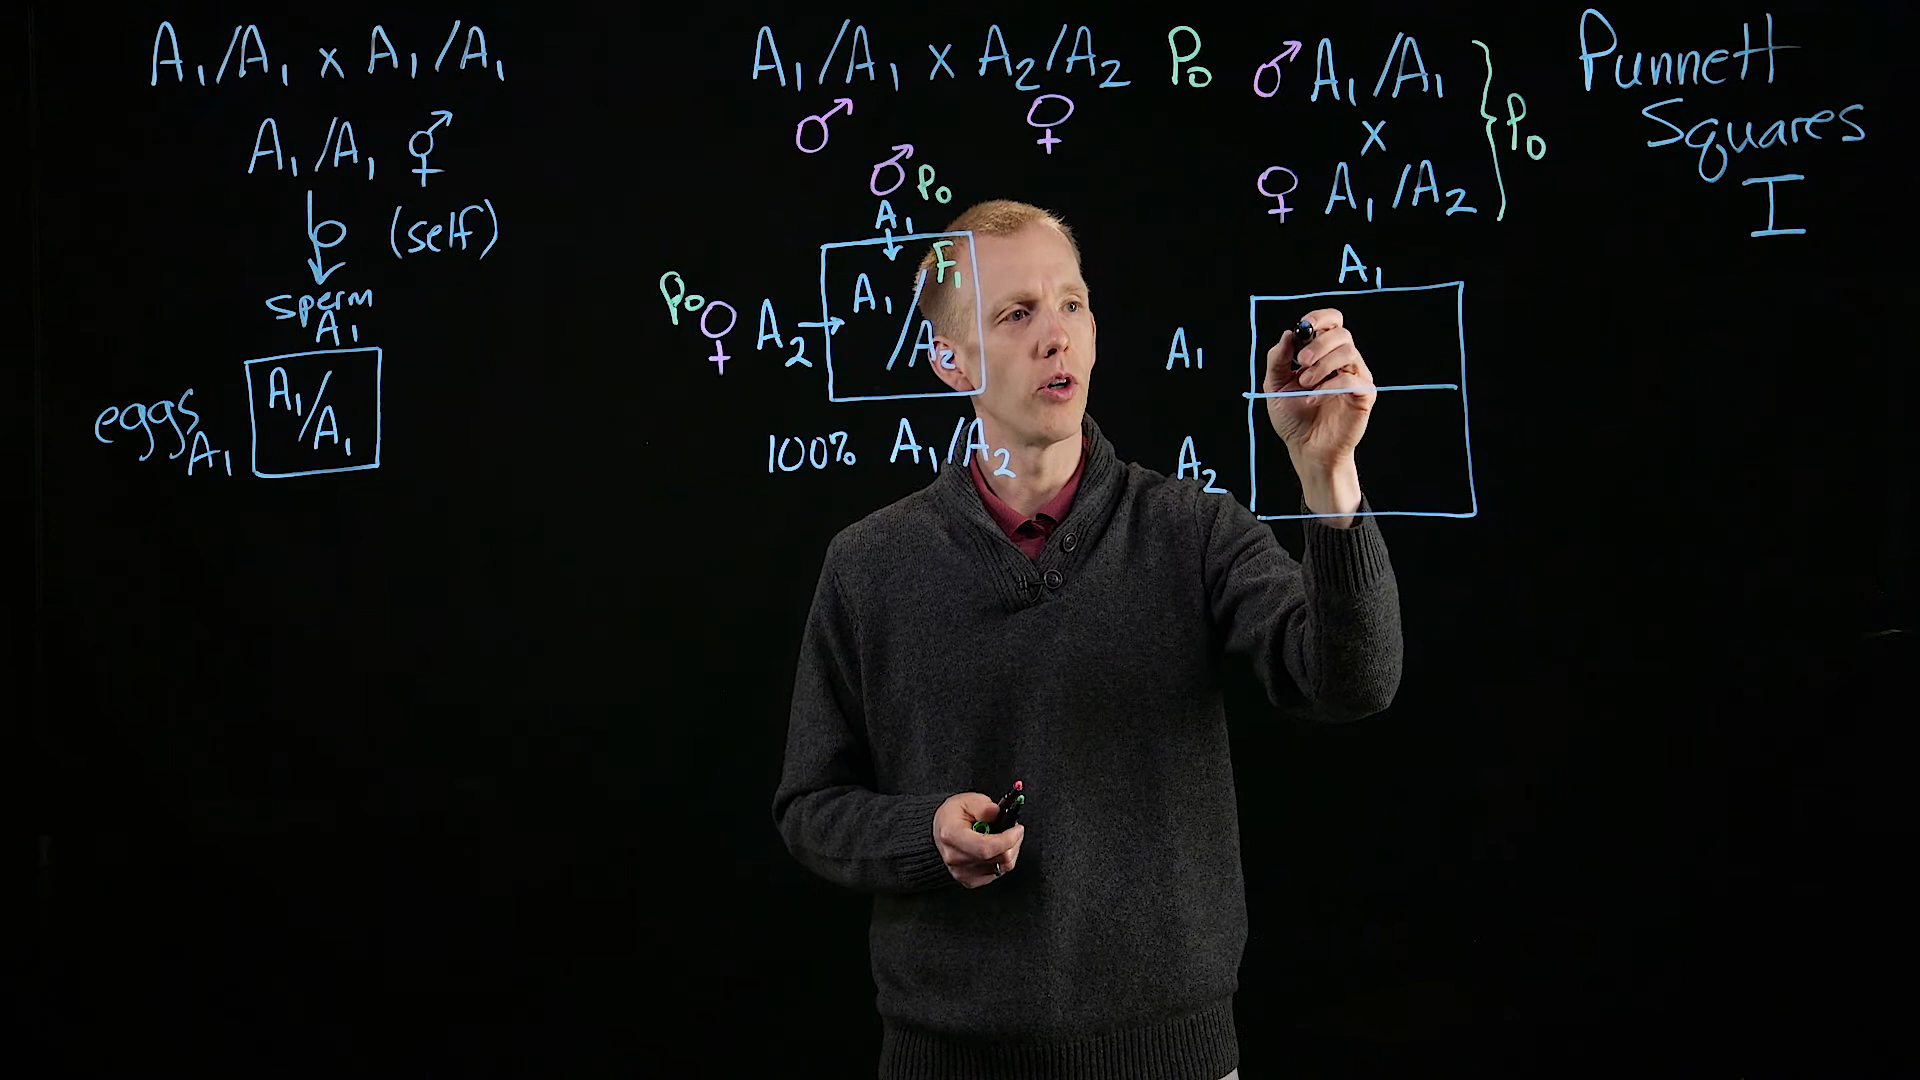 A₁/A₁ x A₁/A₁
A₁/A₁ ⚥
(self)
sperm
A₁
eggs A₁
A₁/A₁
A₁/A₁ x A₂/A₂ P₀
♂ ♀
♂ P₀
A₁
F₁
P₀ ♀ A₂
A₁/A₂
100% A₁/A₂
♂ A₁/A₁
x
♀ A₁/A₂
P₀
A₁
A₁
A₂
Punnett
Squares
I